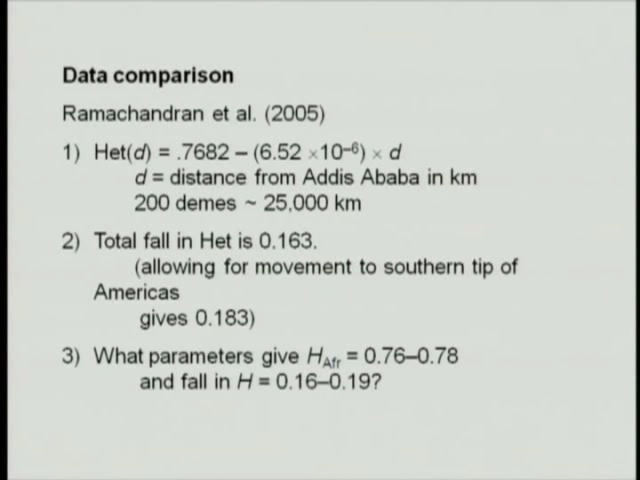 Data comparison
Ramachandran et al. (2005)
1) Het(d) = .7682 – (6.52 ×10⁻⁶) × d
d = distance from Addis Ababa in km
200 demes ~ 25,000 km
2) Total fall in Het is 0.163.
(allowing for movement to southern tip of
Americas
gives 0.183)
3) What parameters give H_Afr = 0.76–0.78
and fall in H = 0.16–0.19?